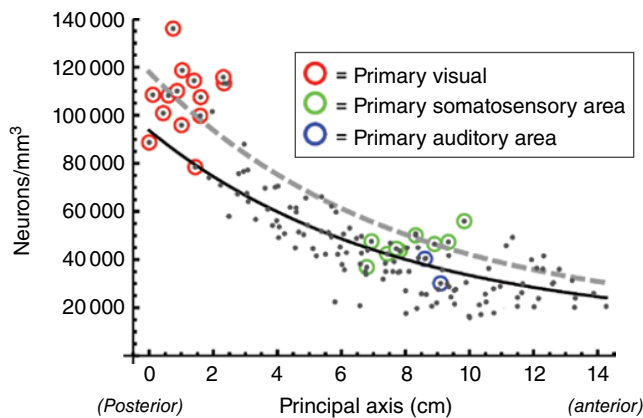 140 000
120 000
100 000
80 000
60 000
40 000
20 000
Neurons/mm³
= Primary visual
= Primary somatosensory area
= Primary auditory area
0 2 4 6 8 10 12 14
(Posterior) Principal axis (cm) (anterior)